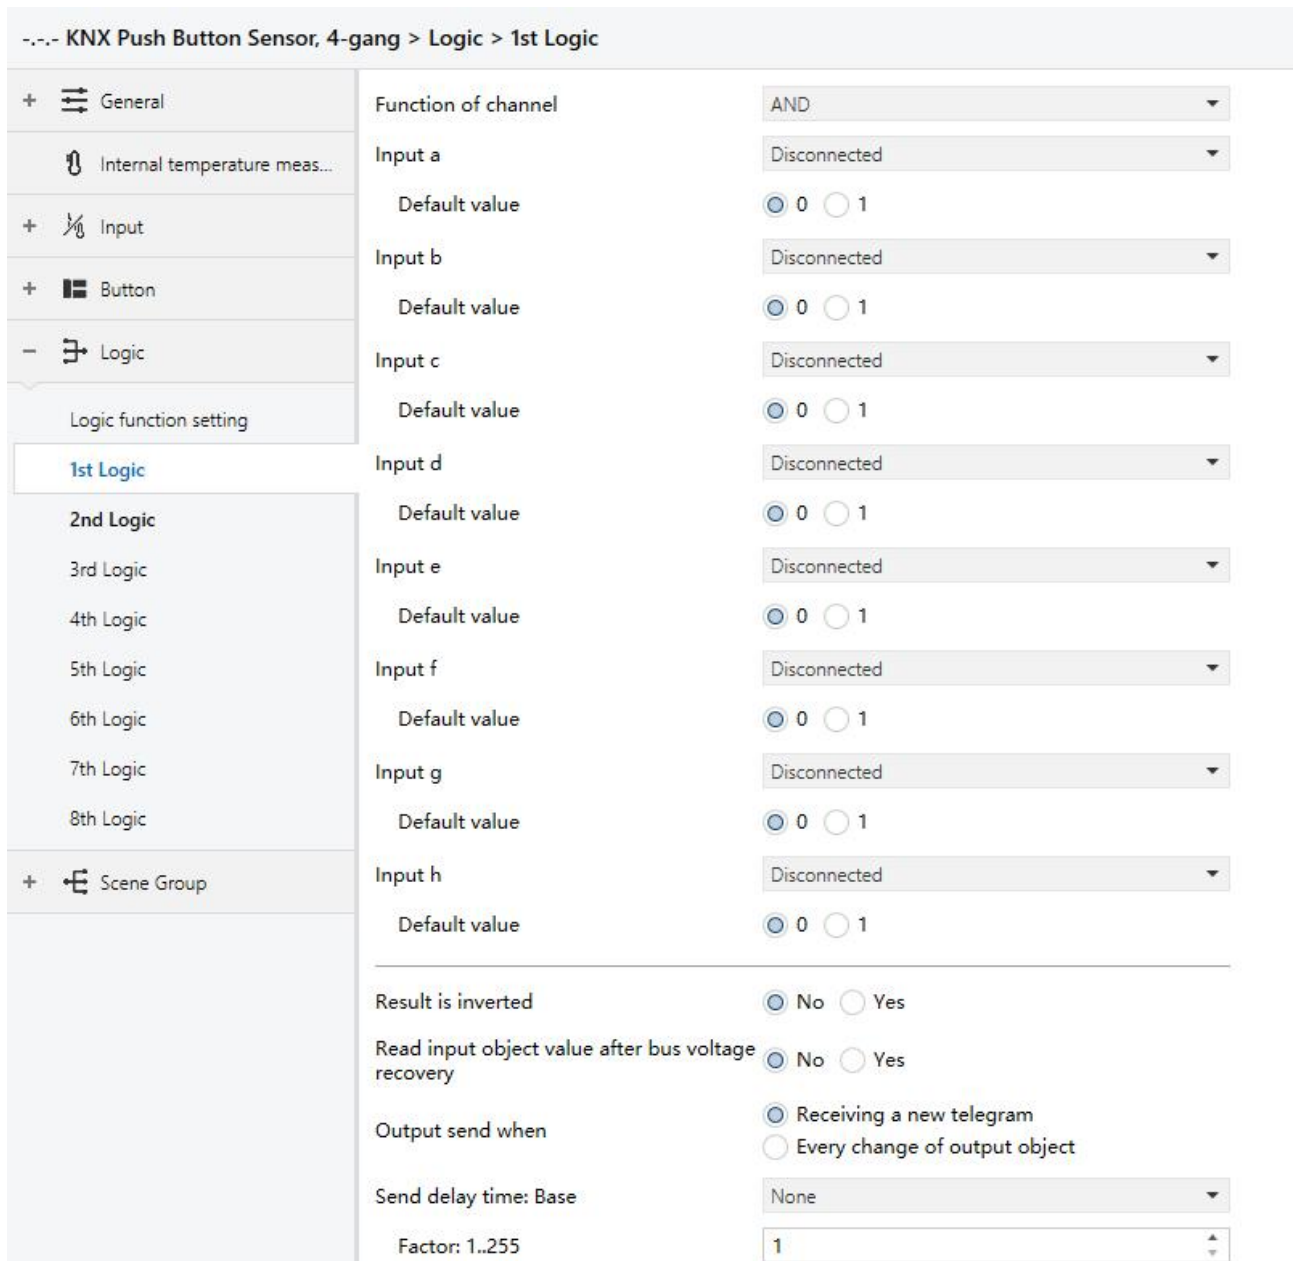 -.-.- KNX Push Button Sensor, 4-gang > Logic > 1st Logic
+ General
Internal temperature meas...
+ Input
+ Button
- Logic
Logic function setting
1st Logic
2nd Logic
3rd Logic
4th Logic
5th Logic
6th Logic
7th Logic
8th Logic
+ Scene Group
Function of channel AND
Input a Disconnected
Default value 0 1
Input b Disconnected
Default value 0 1
Input c Disconnected
Default value 0 1
Input d Disconnected
Default value 0 1
Input e Disconnected
Default value 0 1
Input f Disconnected
Default value 0 1
Input g Disconnected
Default value 0 1
Input h Disconnected
Default value 0 1
Result is inverted No Yes
Read input object value after bus voltage
recovery No Yes
Output send when Receiving a new telegram
Every change of output object
Send delay time: Base None
Factor: 1..255 1